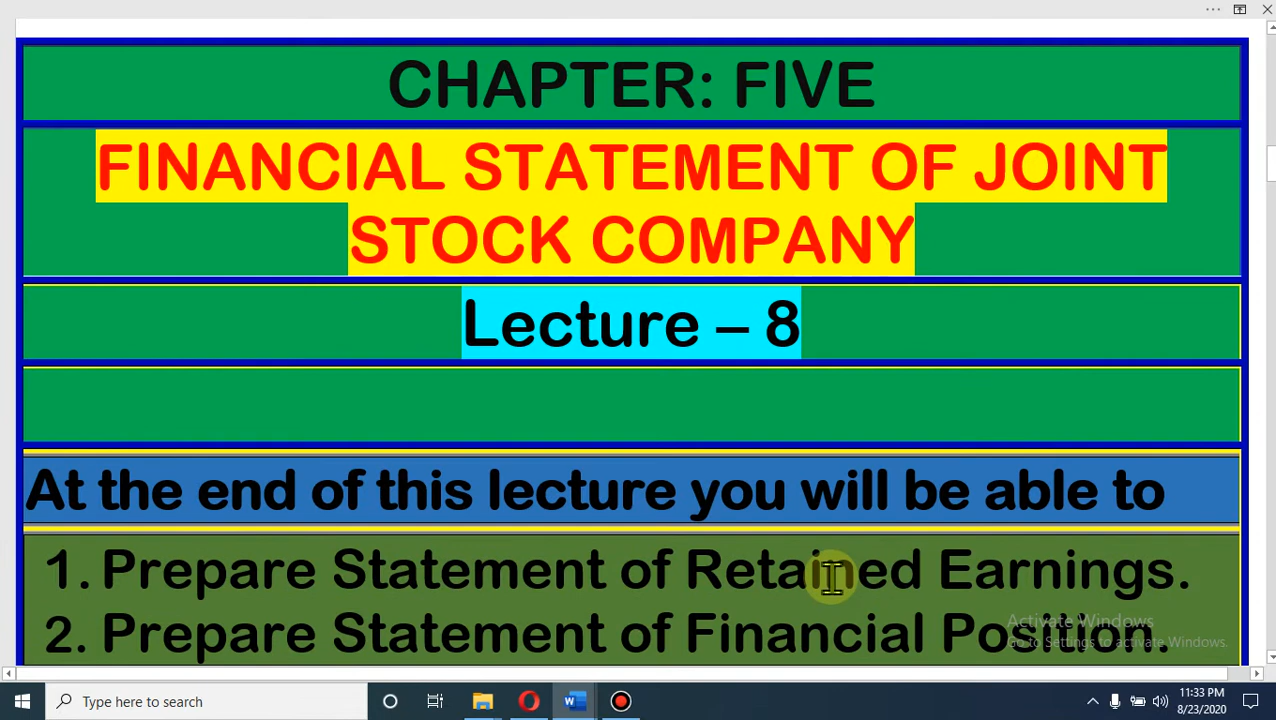 CHAPTER: FIVE
FINANCIAL STATEMENT OF JOINT
STOCK COMPANY
Lecture – 8
At the end of this lecture you will be able to
1. Prepare Statement of Retained Earnings.
2. Prepare Statement of Financial
Activate Windows
Go to Settings to activate Windows.
Type here to search
11:33 PM
8/23/2020